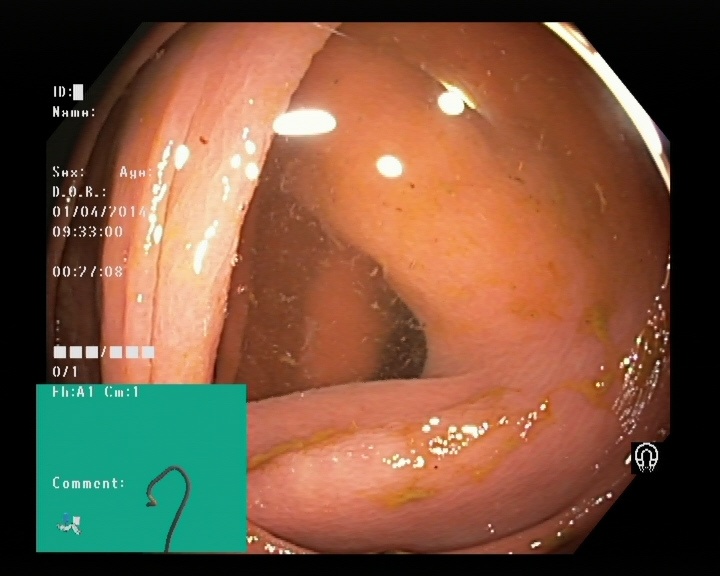 ID:
Name:
Sex: Age:
D.O.B.:
01/04/2014
09:33:00
00:27:08
0/1
Eh:A1 Cm:1
Comment: